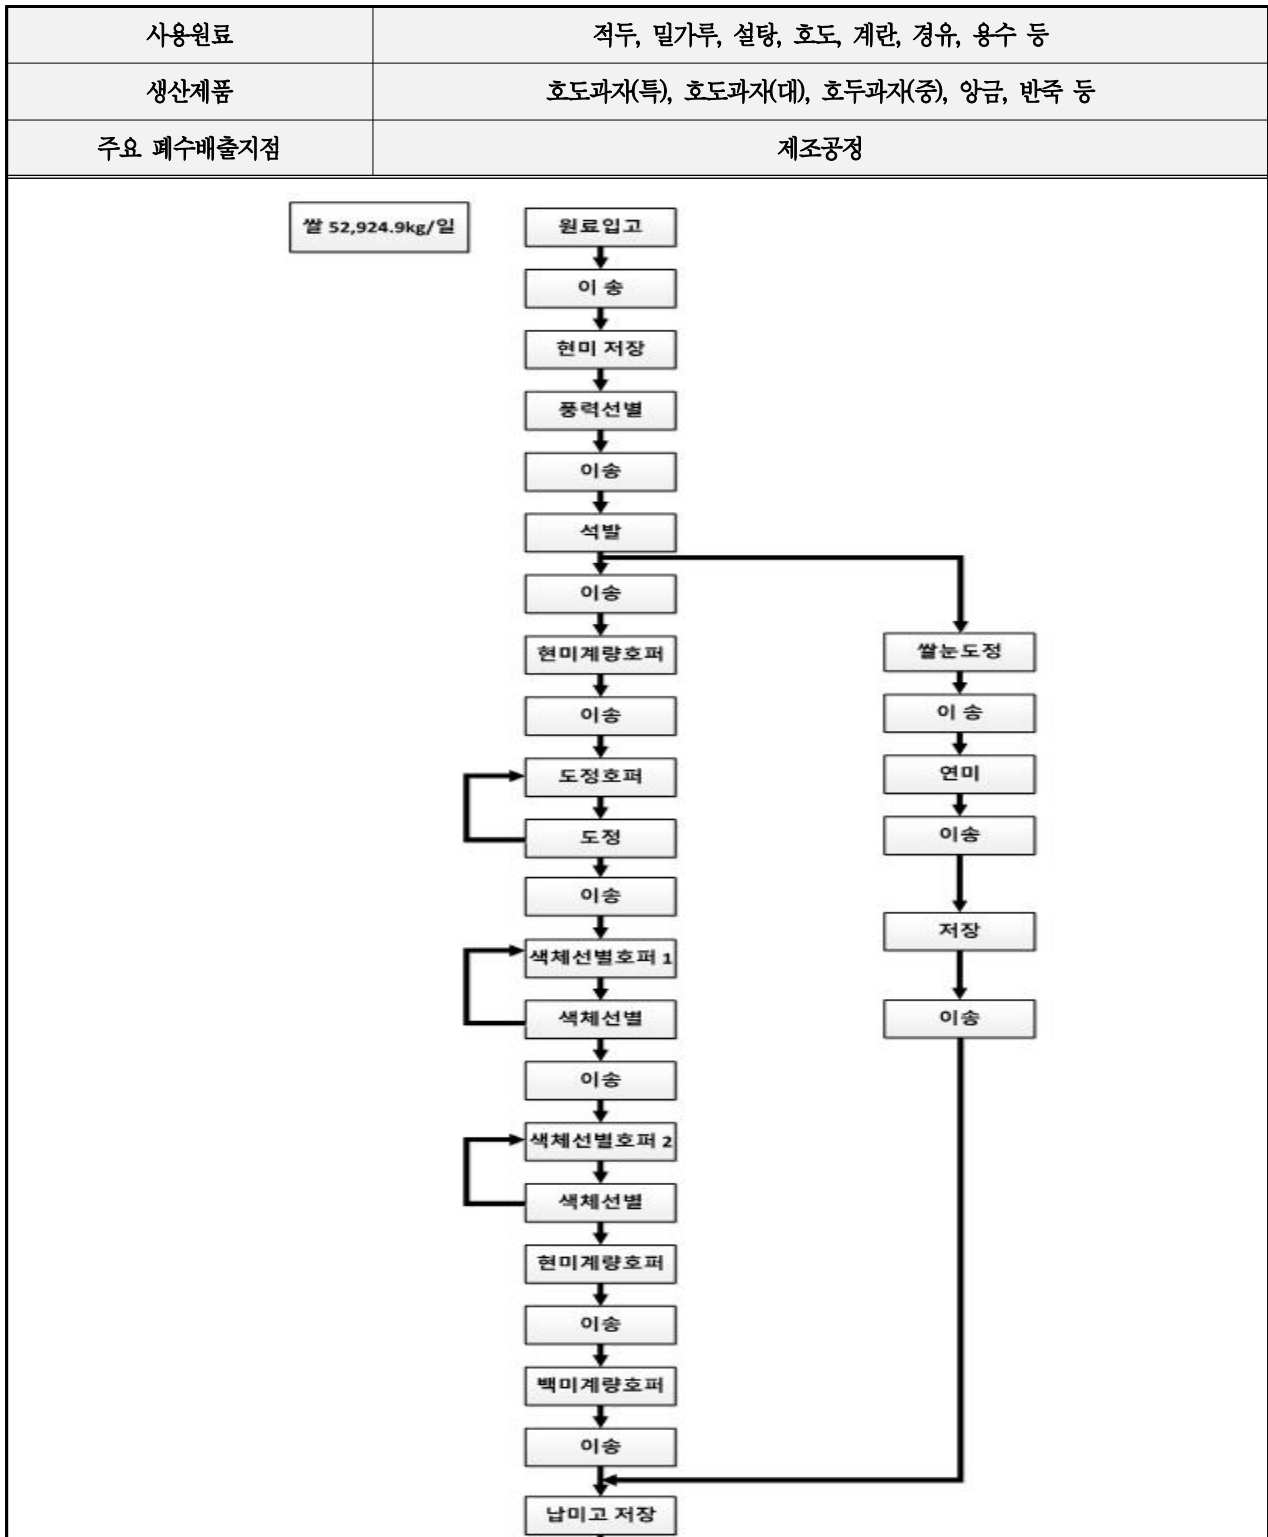 사용원료 적두, 밀가루, 설탕, 호도, 계란, 경유, 용수 등
생산제품 호도과자(특), 호도과자(대), 호두과자(중), 앙금, 반죽 등
주요 폐수배출지점 제조공정
쌀 52,924.9kg/일
원료입고
이 송
현미 저장
풍력선별
이송
석발
이송
현미계량호퍼
이송
도정호퍼
도정
이송
색체선별호퍼 1
색체선별
이송
색체선별호퍼 2
색체선별
현미계량호퍼
이송
백미계량호퍼
이송
쌀눈도정
이 송
연미
이송
저장
이송
납미고 저장